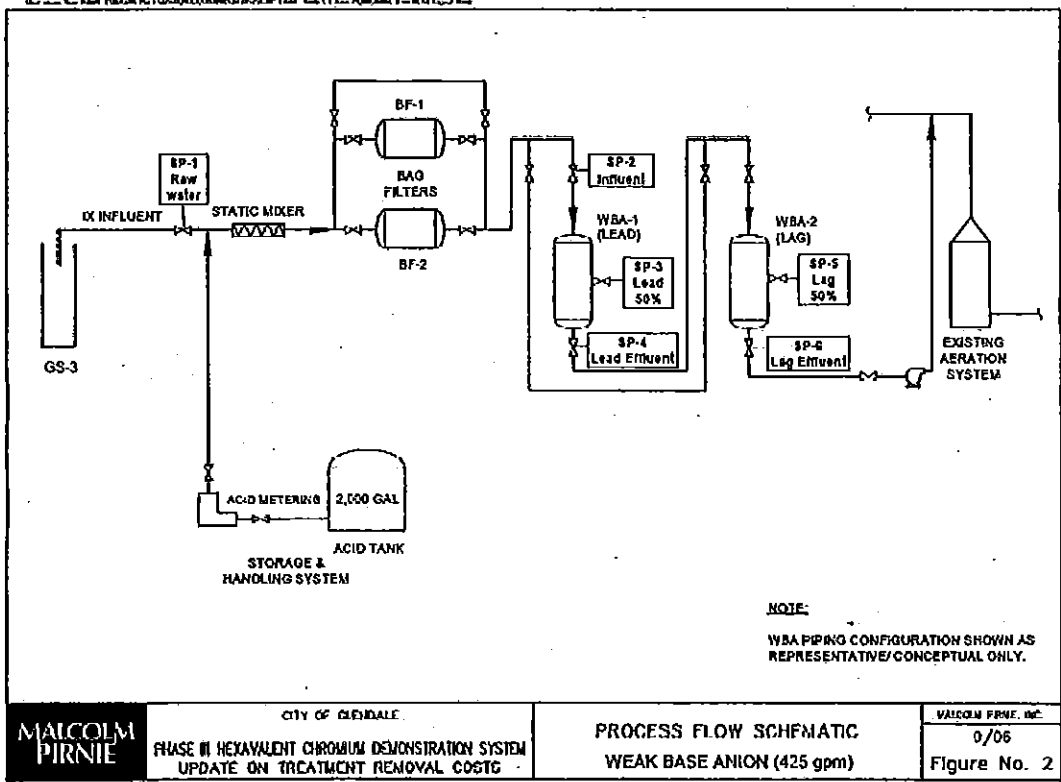 BF-1
BAG
FILTERS
BF-2
SP-1
Raw
water
IX INFLUENT
STATIC MIXER
GS-3
SP-2
Influent
WBA-1
(LEAD)
SP-3
Lead
50%
SP-4
Lead Effluent
WBA-2
(LAG)
SP-5
Lag
50%
SP-6
Lag Effluent
EXISTING
AERATION
SYSTEM
ACID METERING
2,000 GAL
ACID TANK
STORAGE &
HANDLING SYSTEM
NOTE:
WBA PIPING CONFIGURATION SHOWN AS
REPRESENTATIVE/CONCEPTUAL ONLY.
MALCOLM
PIRNIE
CITY OF GLENDALE
PHASE III HEXAVALENT CHROMIUM DEMONSTRATION SYSTEM
UPDATE ON TREATMENT REMOVAL COSTS
PROCESS FLOW SCHEMATIC
WEAK BASE ANION (425 gpm)
MALCOLM PIRNIE, INC.
Figure No. 2